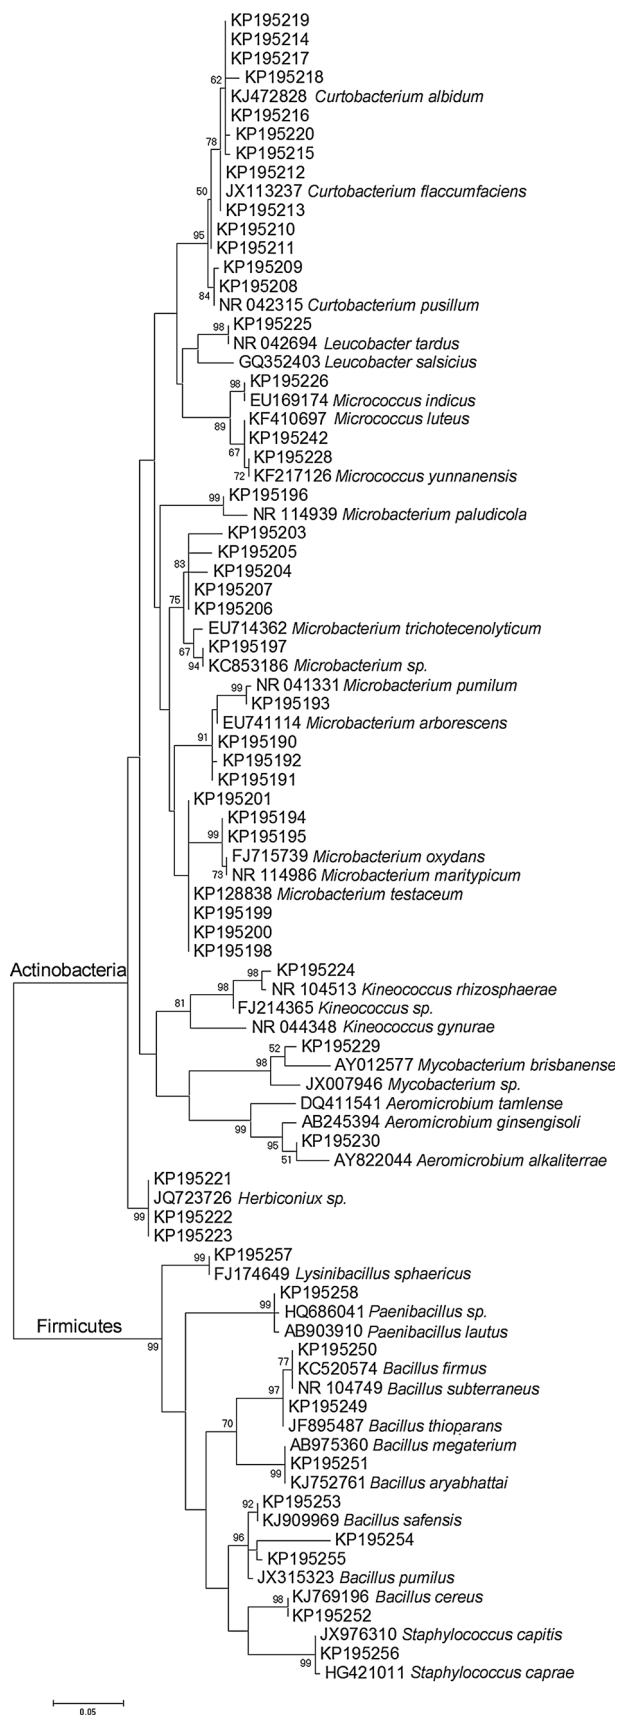 KP195219
KP195214
KP195217
62 KP195218
KJ472828 Curtobacterium albidum
KP195216
KP195220
78 KP195215
KP195212
50 JX113237 Curtobacterium flaccumfaciens
KP195213
KP195210
95 KP195211
KP195209
KP195208
84 NR 042315 Curtobacterium pusillum
KP195225
98 NR 042694 Leucobacter tardus
GQ352403 Leucobacter salsicius
98 KP195226
EU169174 Micrococcus indicus
89 KF410697 Micrococcus luteus
KP195242
67 KP195228
72 KF217126 Micrococcus yunnanensis
99 KP195196
NR 114939 Microbacterium paludicola
KP195203
KP195205
83 KP195204
KP195207
75 KP195206
EU714362 Microbacterium trichotecenolyticum
67 KP195197
94 KC853186 Microbacterium sp.
99 NR 041331 Microbacterium pumilum
KP195193
EU741114 Microbacterium arborescens
91 KP195190
KP195192
KP195191
KP195201
KP195194
99 KP195195
FJ715739 Microbacterium oxydans
73 NR 114986 Microbacterium maritypicum
KP128838 Microbacterium testaceum
KP195199
KP195200
KP195198
Actinobacteria
98 KP195224
98 NR 104513 Kineococcus rhizosphaerae
81 FJ214365 Kineococcus sp.
NR 044348 Kineococcus gynurae
52 KP195229
98 AY012577 Mycobacterium brisbanense
JX007946 Mycobacterium sp.
DQ411541 Aeromicrobium tamlense
99 AB245394 Aeromicrobium ginsengisoli
95 KP195230
51 AY822044 Aeromicrobium alkaliterrae
KP195221
JQ723726 Herbiconiux sp.
99 KP195222
KP195223
99 KP195257
FJ174649 Lysinibacillus sphaericus
KP195258
99 HQ686041 Paenibacillus sp.
Firmicutes
AB903910 Paenibacillus lautus
99
KP195250
77 KC520574 Bacillus firmus
97 NR 104749 Bacillus subterraneus
KP195249
70 JF895487 Bacillus thioparans
AB975360 Bacillus megaterium
KP195251
99 KJ752761 Bacillus aryabhattai
92 KP195253
KJ909969 Bacillus safensis
96 KP195254
KP195255
JX315323 Bacillus pumilus
98 KJ769196 Bacillus cereus
KP195252
JX976310 Staphylococcus capitis
KP195256
99 HG421011 Staphylococcus caprae
0.05